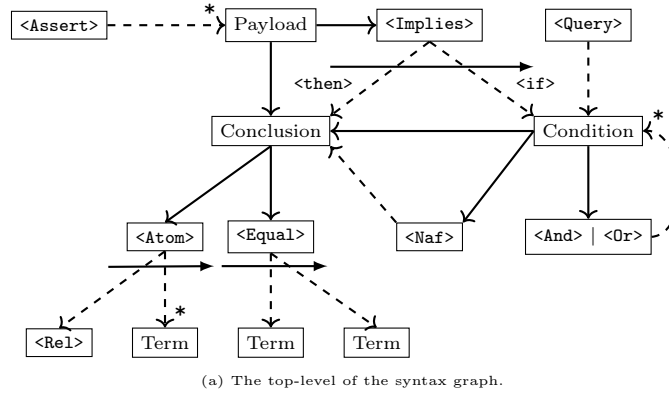 <Assert>
*
Payload
<Implies>
<Query>
<then>
<if>
Conclusion
Condition
*
<Atom>
<Equal>
<Naf>
<And> | <Or>
*
<Rel>
Term
Term
Term
(a) The top-level of the syntax graph.